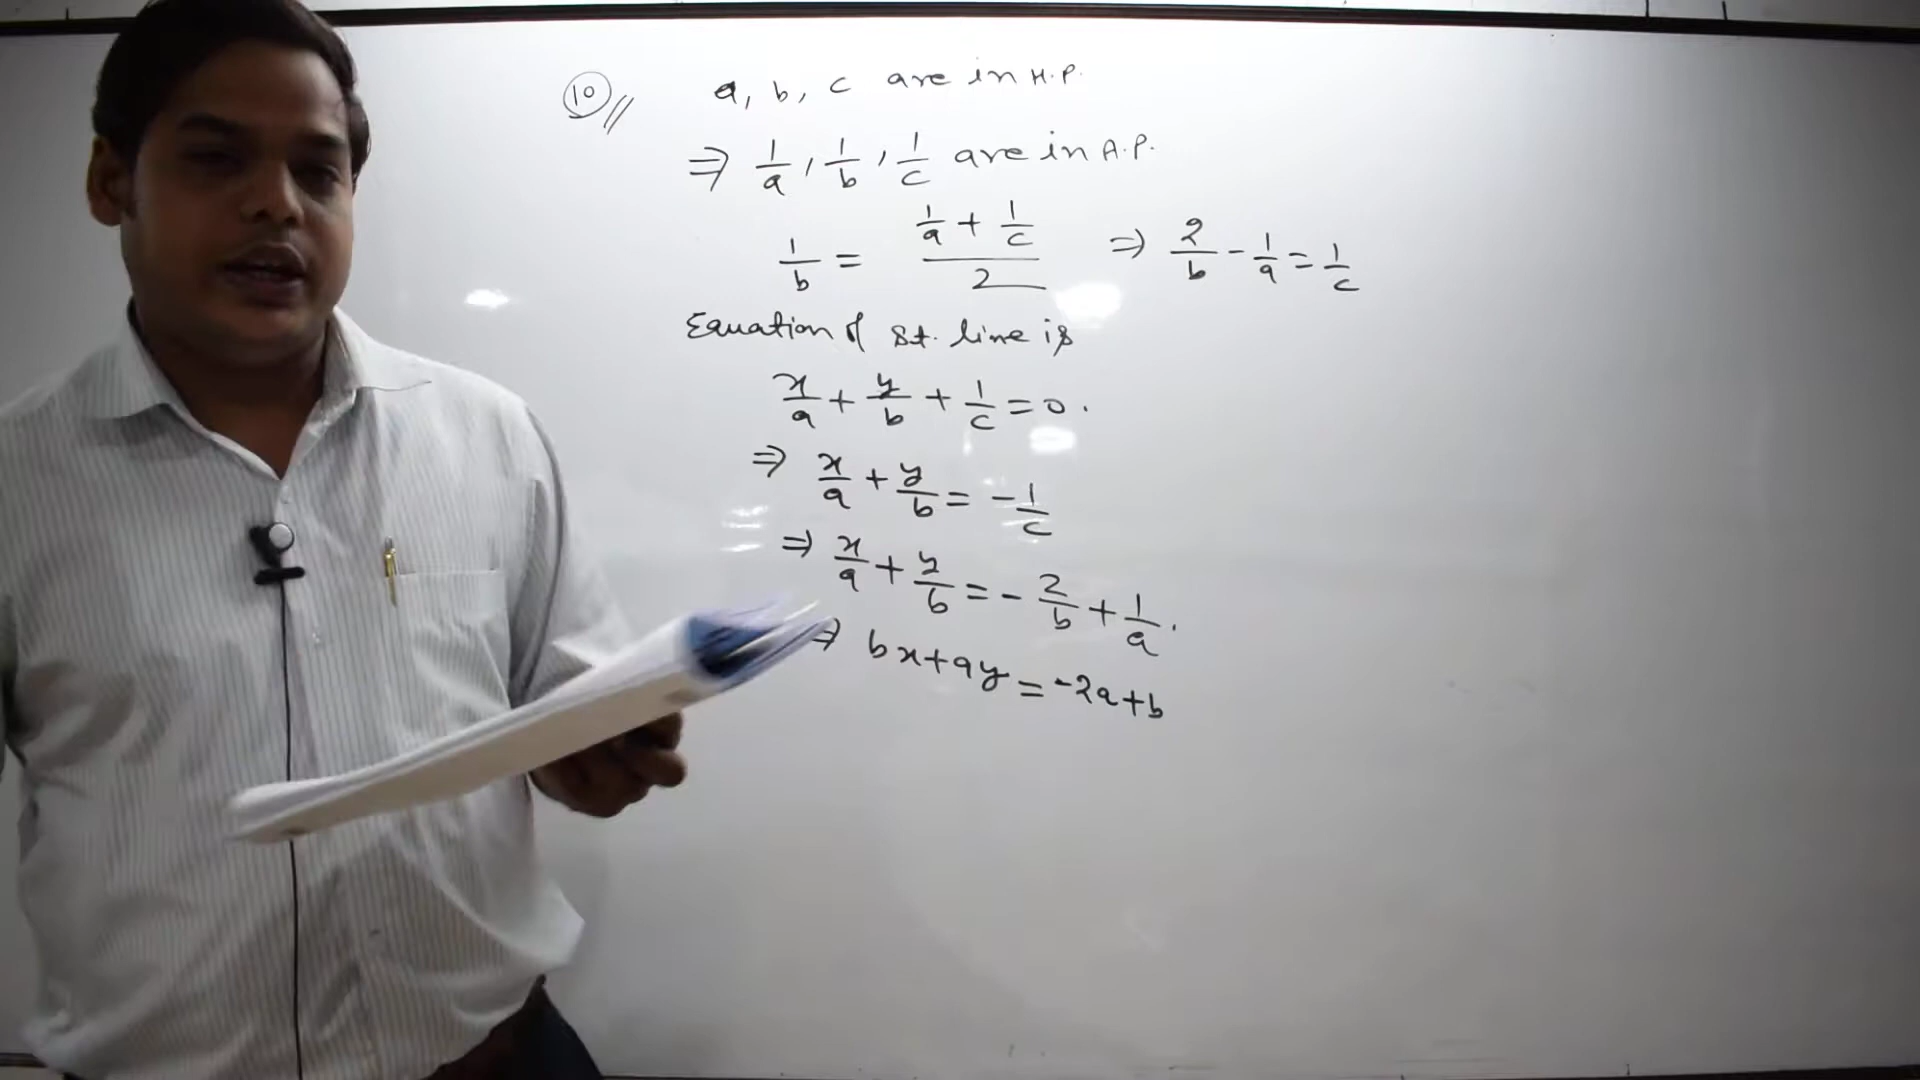 10 a, b, c are in H.P.
⇒ 1/a, 1/b, 1/c are in A.P.
1/b = (1/a + 1/c)/2 ⇒ 2/b - 1/a = 1/c
Equation of st. line is
x/a + y/b + 1/c = 0.
⇒ x/a + y/b = -1/c
⇒ x/a + y/b = -2/b + 1/a.
⇒ bx + ay = -2a + b